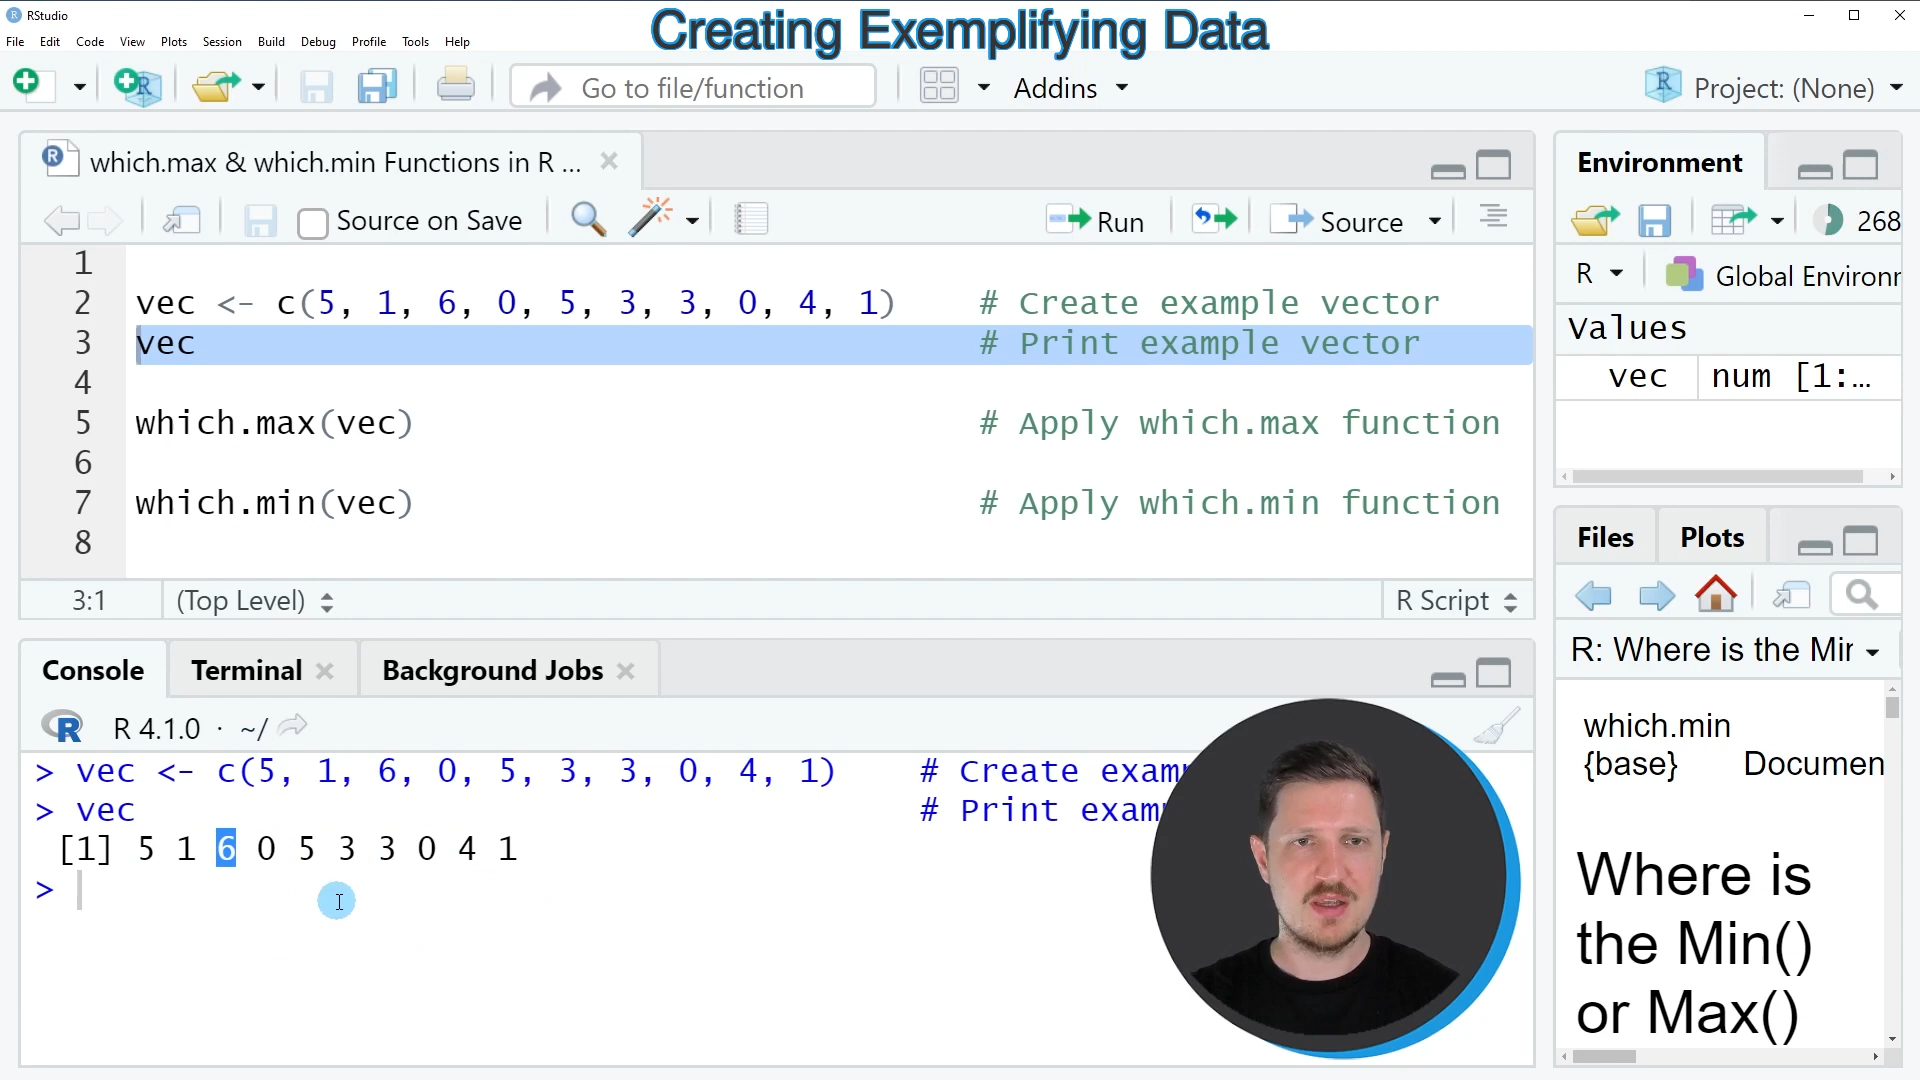 RStudio
Creating Exemplifying Data
File Edit Code View Plots Session Build Debug Profile Tools Help
Go to file/function
Addins
Project: (None)
which.max & which.min Functions in R ...
Environment
Source on Save
Run
Source
268
R
Global Environr
Values
vec num [1:...
1
2 vec <- c(5, 1, 6, 0, 5, 3, 3, 0, 4, 1) # Create example vector
3 vec # Print example vector
4
5 which.max(vec) # Apply which.max function
6
7 which.min(vec) # Apply which.min function
8
3:1 (Top Level) R Script
Files Plots
R: Where is the Mir
which.min
{base} Documen
Where is
the Min()
or Max()
Console Terminal Background Jobs
R 4.1.0 · ~/
> vec <- c(5, 1, 6, 0, 5, 3, 3, 0, 4, 1) # Create exam
> vec # Print exam
[1] 5 1 6 0 5 3 3 0 4 1
>